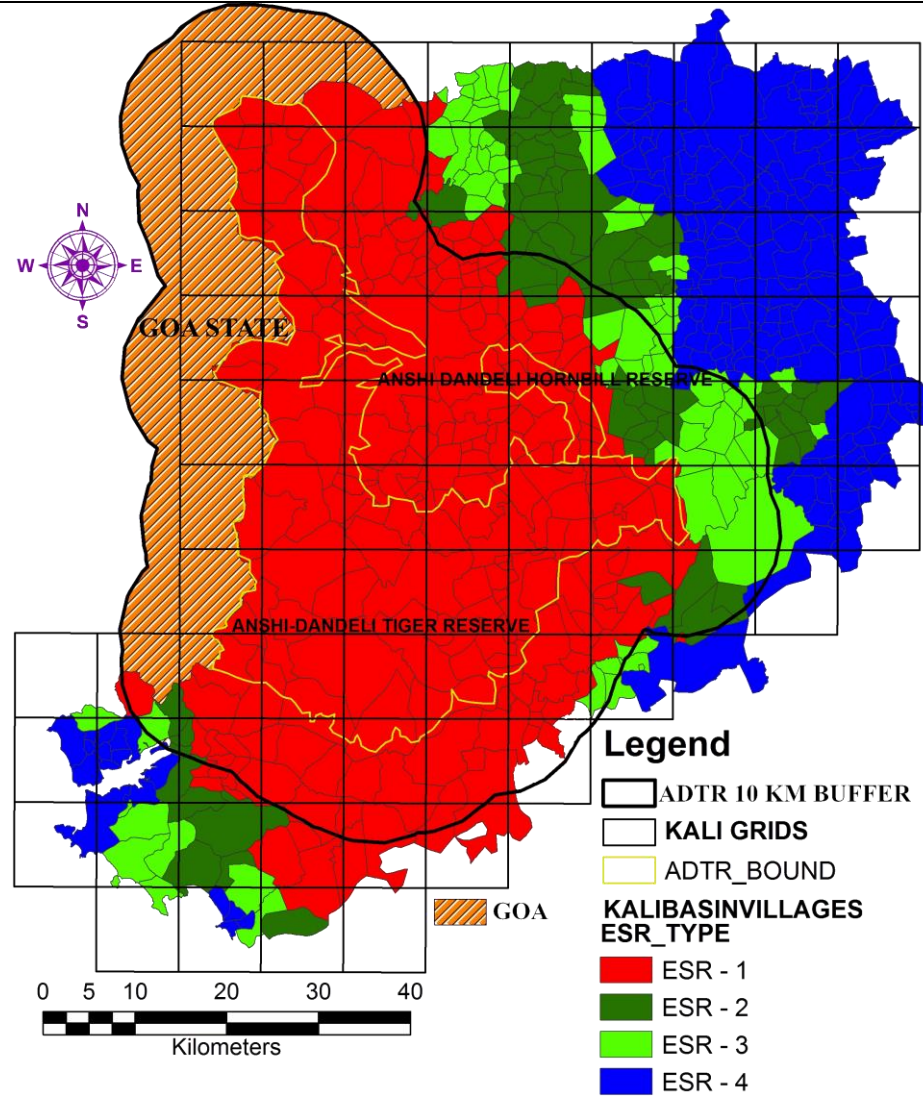 N
W
E
S
GOA STATE
ANSHI DANDELI HORNBILL RESERVE
ANSHI-DANDELI TIGER RESERVE
Legend
ADTR 10 KM BUFFER
KALI GRIDS
ADTR_BOUND
GOA
KALIBASINVILLAGES
ESR_TYPE
ESR - 1
ESR - 2
ESR - 3
ESR - 4
0 5 10 20 30 40
Kilometers